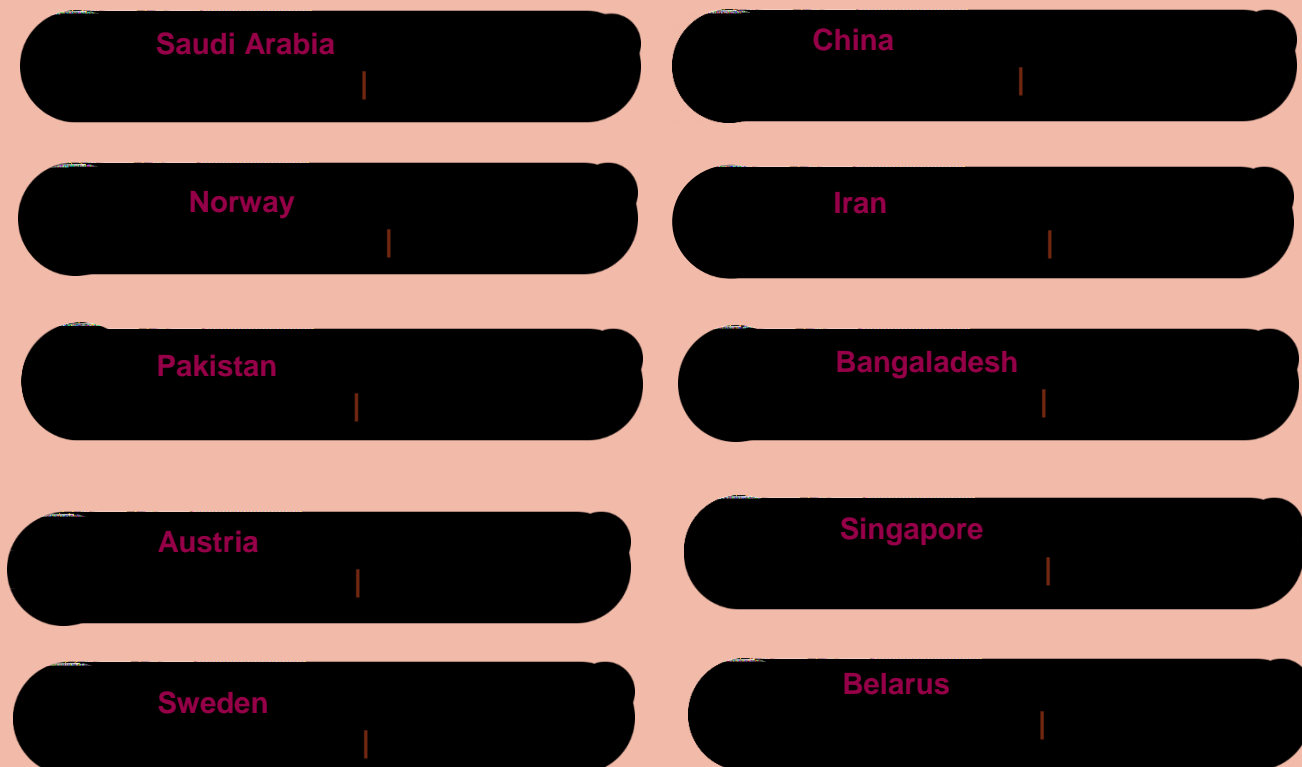 Saudi Arabia
|
China
|
Norway
|
Iran
|
Pakistan
|
Bangaladesh
|
Austria
|
Singapore
|
Sweden
|
Belarus
|